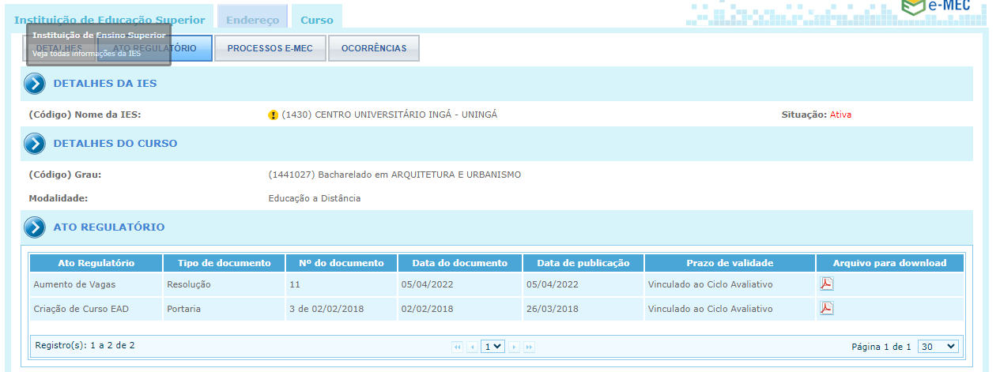 e-MEC
Instituição de Educação Superior Endereço Curso
Instituição de Ensino Superior
Veja todas informações da IES
DETALHES ATO REGULATÓRIO PROCESSOS E-MEC OCORRÊNCIAS
DETALHES DA IES
(Código) Nome da IES: (1430) CENTRO UNIVERSITÁRIO INGÁ - UNINGÁ Situação: Ativa
DETALHES DO CURSO
(Código) Grau: (1441027) Bacharelado em ARQUITETURA E URBANISMO
Modalidade: Educação a Distância
ATO REGULATÓRIO
Ato Regulatório Tipo de documento Nº do documento Data do documento Data de publicação Prazo de validade Arquivo para download
Aumento de Vagas Resolução 11 05/04/2022 05/04/2022 Vinculado ao Ciclo Avaliativo
Criação de Curso EAD Portaria 3 de 02/02/2018 02/02/2018 26/03/2018 Vinculado ao Ciclo Avaliativo
Registro(s): 1 a 2 de 2 1 Página 1 de 1 30